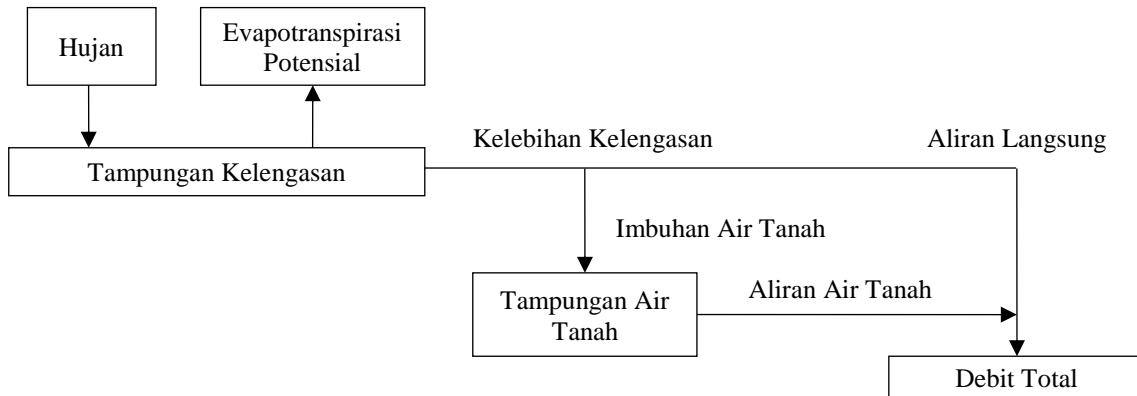 Hujan
Evapotranspirasi
Potensial
Kelebihan Kelengasan
Aliran Langsung
Tampungan Kelengasan
Imbuhan Air Tanah
Tampungan Air
Tanah
Aliran Air Tanah
Debit Total